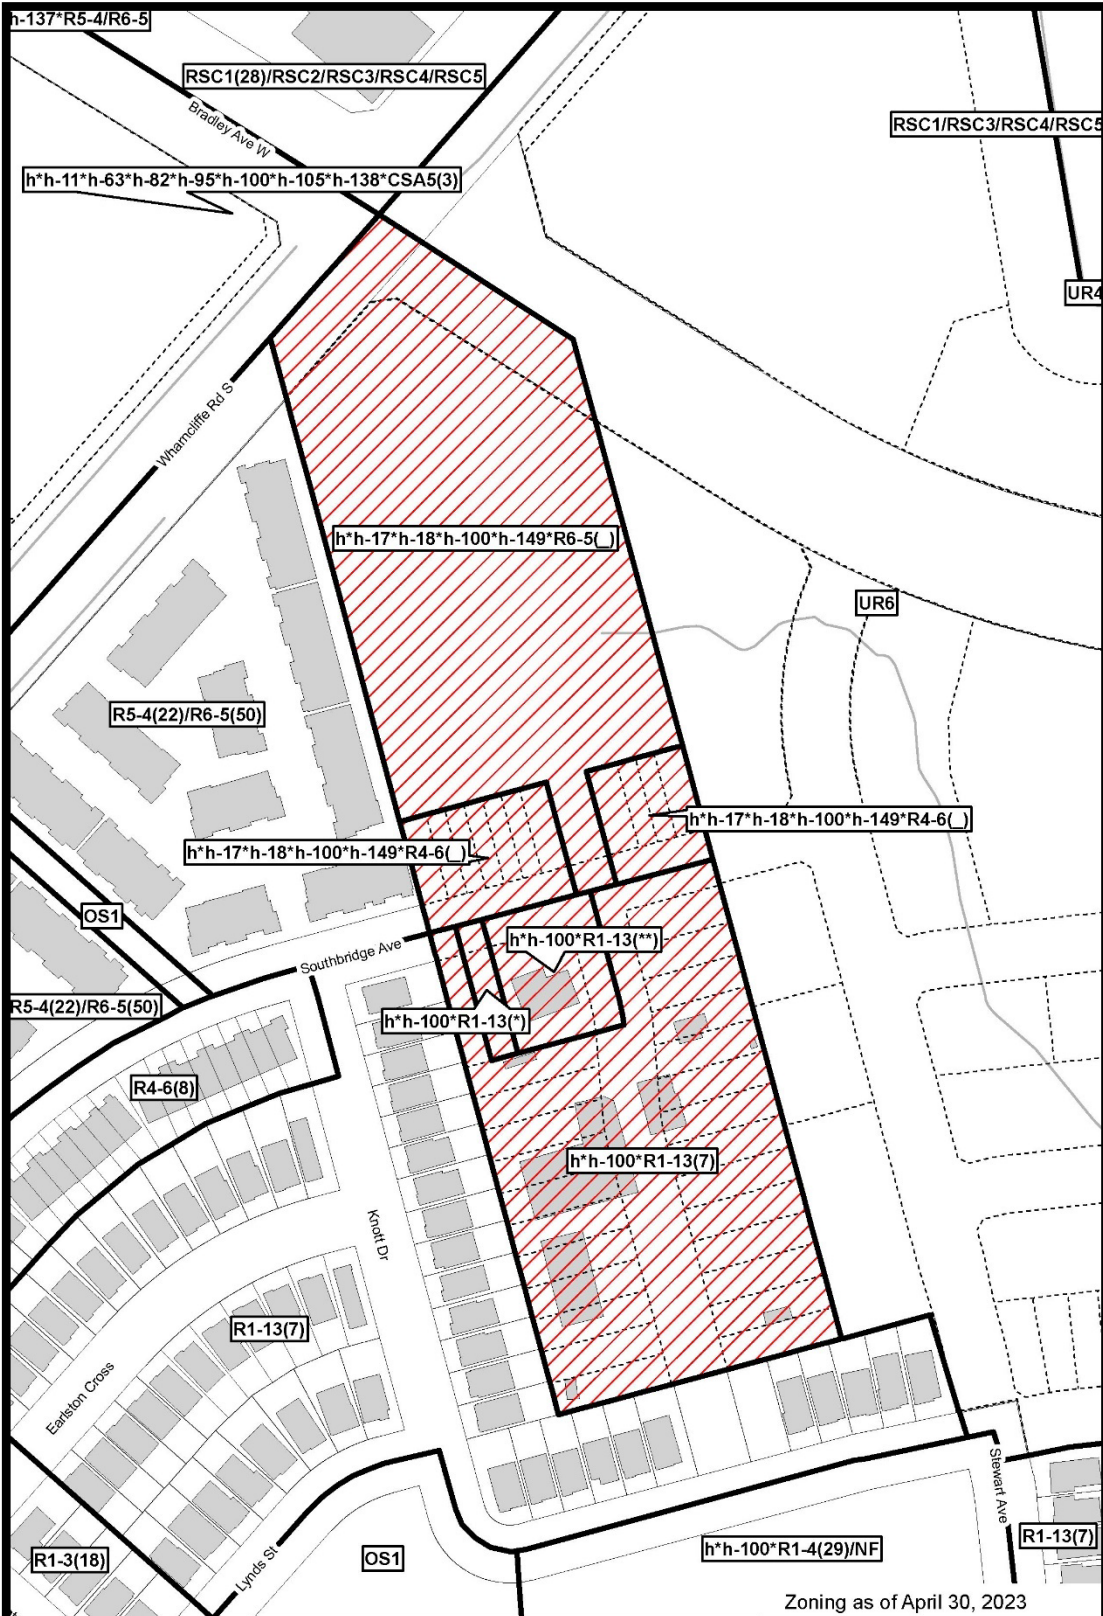 h-137*R5-4/R6-5
RSC1(28)/RSC2/RSC3/RSC4/RSC5
Bradley Ave W
RSC1/RSC3/RSC4/RSC5
h*h-11*h-63*h-82*h-95*h-100*h-105*h-138*CSA5(3)
UR4
Wharncliffe Rd S
h*h-17*h-18*h-100*h-149*R6-5(_)
UR6
R5-4(22)/R6-5(50)
h*h-17*h-18*h-100*h-149*R4-6(_)
h*h-17*h-18*h-100*h-149*R4-6(_)
OS1
Southbridge Ave
h*h-100*R1-13(**)
R5-4(22)/R6-5(50)
h*h-100*R1-13(*)
R4-6(8)
h*h-100*R1-13(7)
Knott Dr
R1-13(7)
Earlston Cross
Stewart Ave
R1-13(7)
h*h-100*R1-4(29)/NF
R1-3(18)
OS1
Lynds St
Zoning as of April 30, 2023